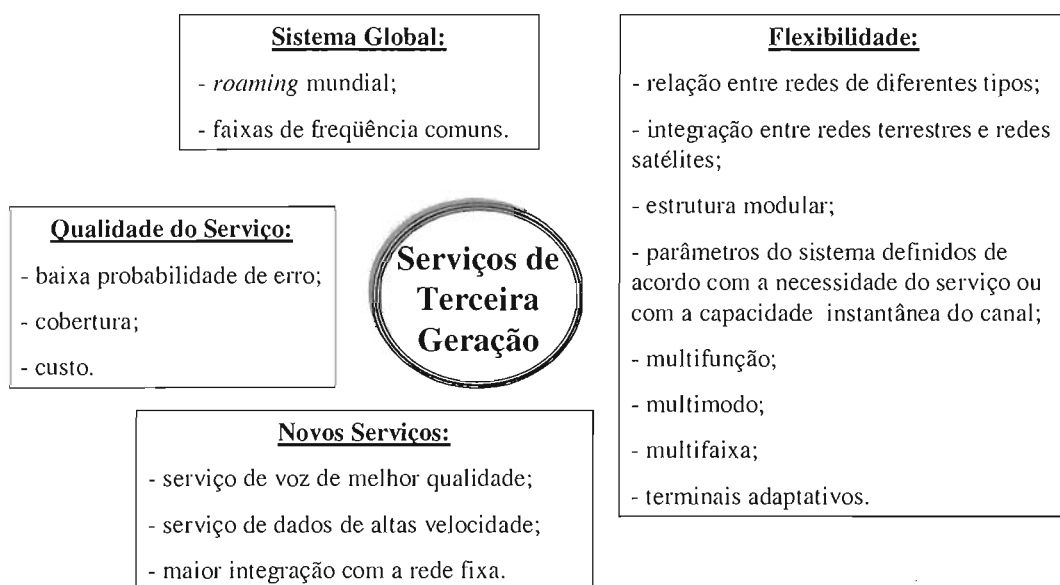 Sistema Global:
- roaming mundial;
- faixas de freqüência comuns.
Qualidade do Serviço:
- baixa probabilidade de erro;
- cobertura;
- custo.
Serviços de
Terceira
Geração
Novos Serviços:
- serviço de voz de melhor qualidade;
- serviço de dados de altas velocidade;
- maior integração com a rede fixa.
Flexibilidade:
- relação entre redes de diferentes tipos;
- integração entre redes terrestres e redes
satélites;
- estrutura modular;
- parâmetros do sistema definidos de
acordo com a necessidade do serviço ou
com a capacidade instantânea do canal;
- multifunção;
- multimodo;
- multifaixa;
- terminais adaptativos.